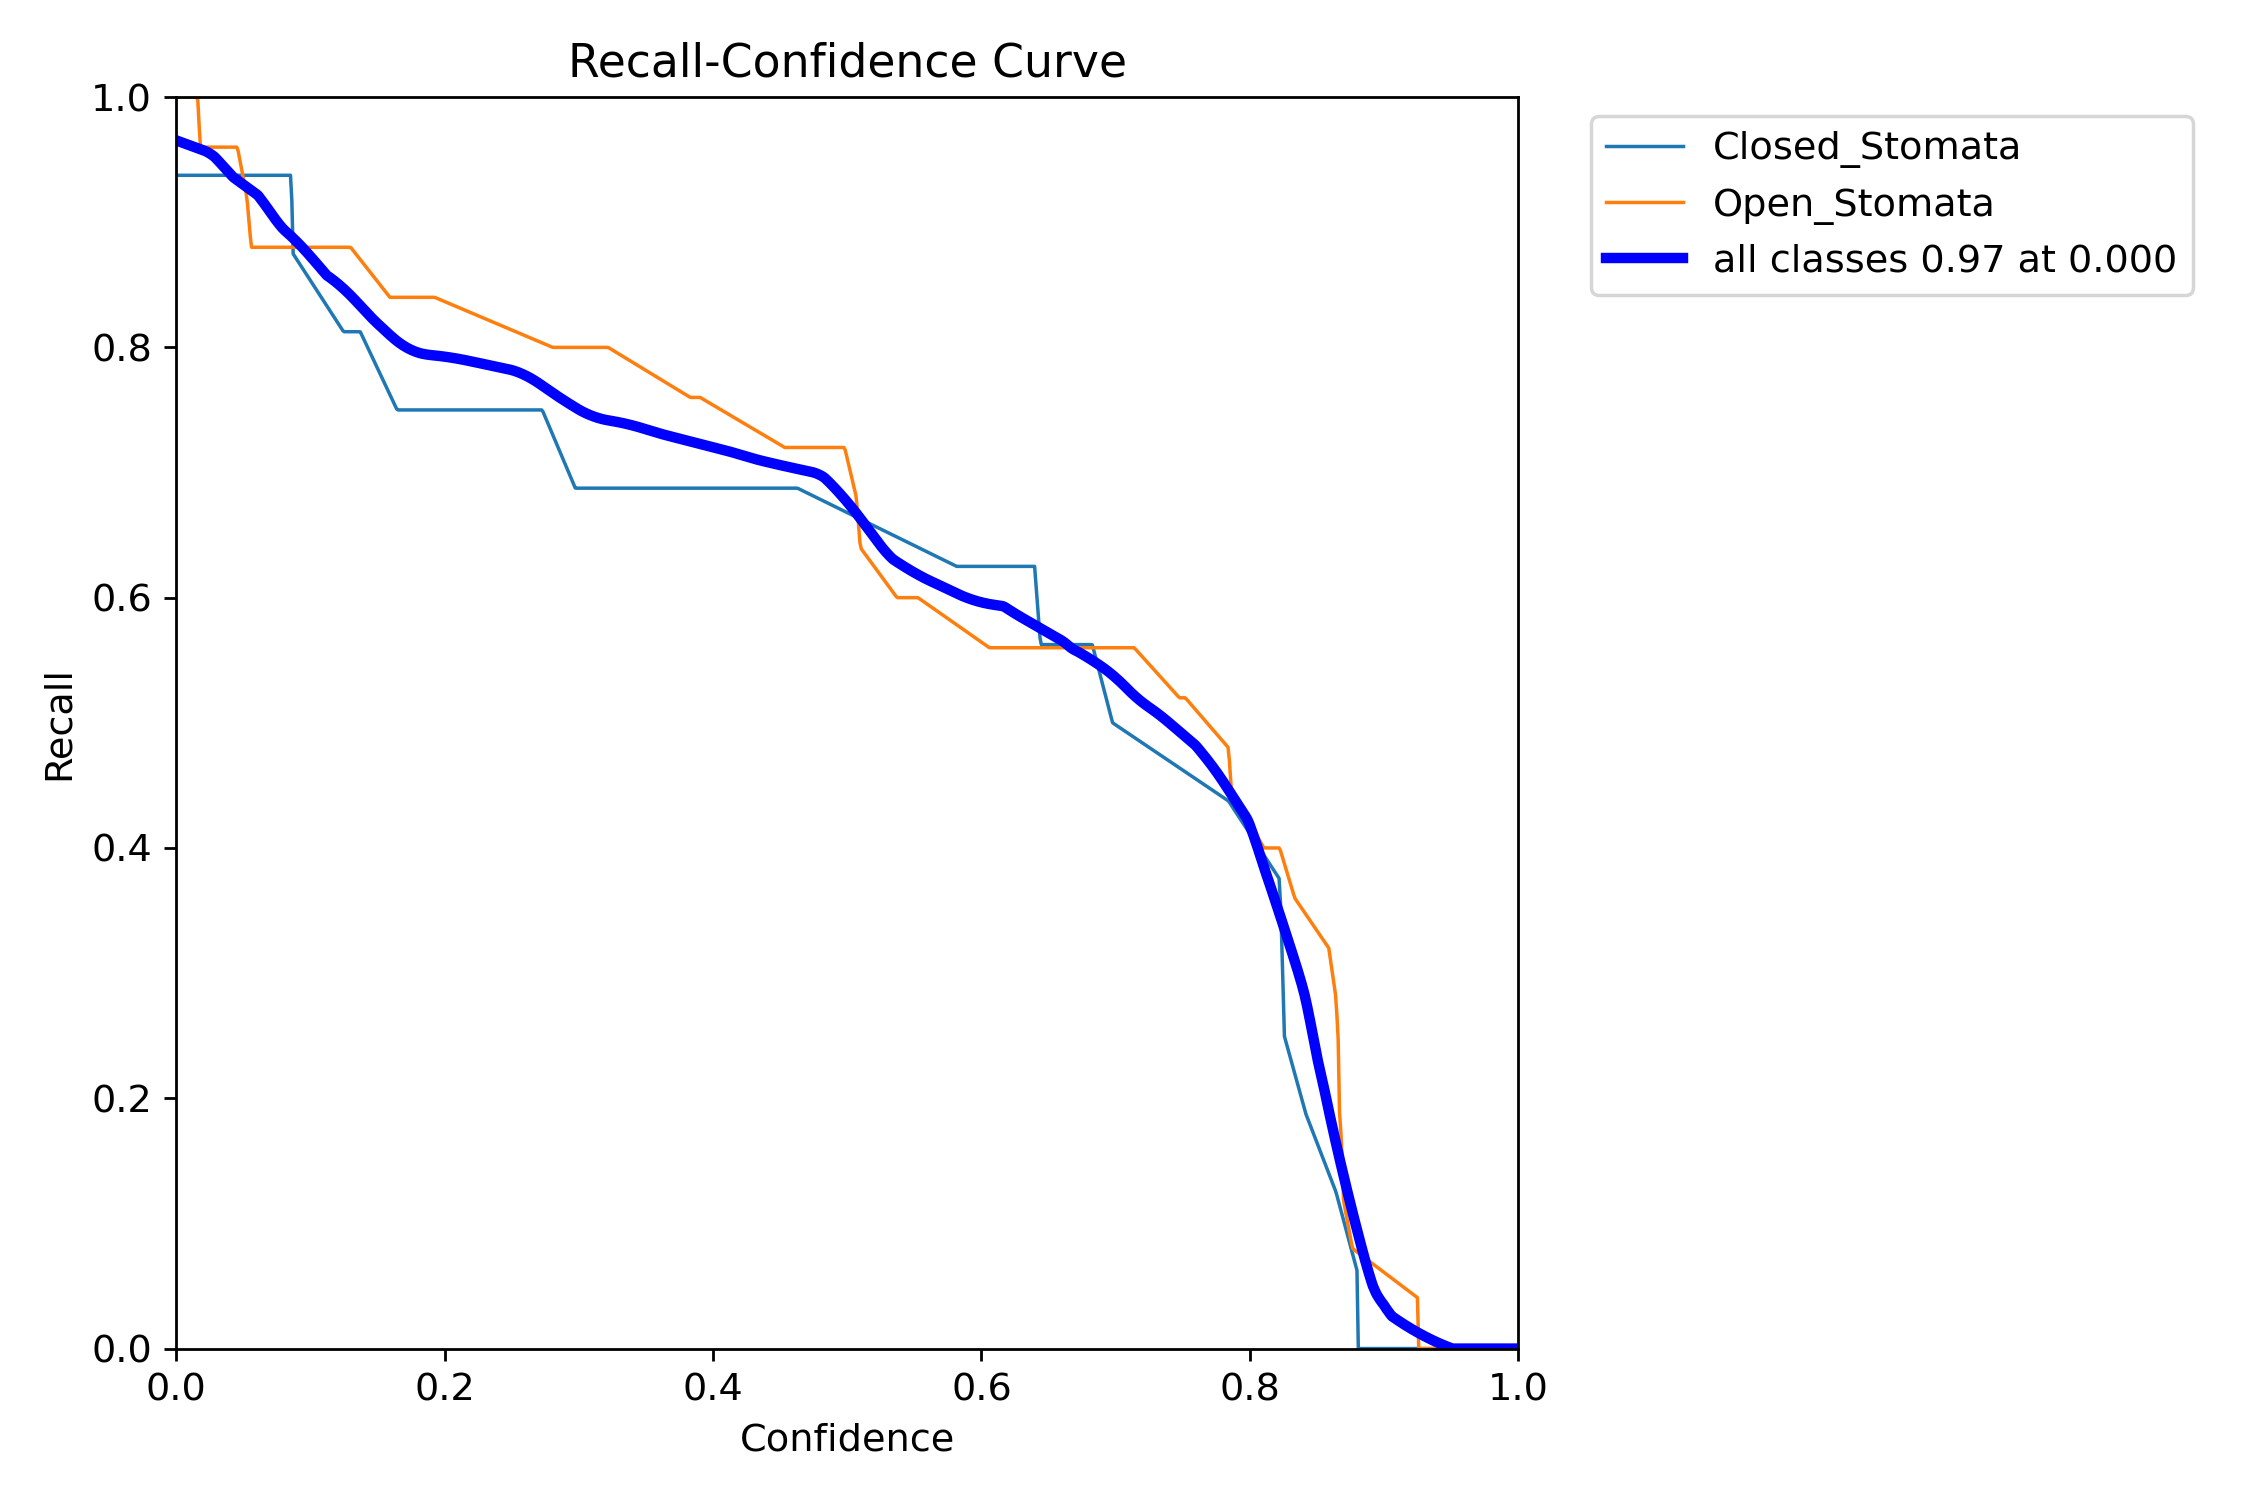 Recall-Confidence Curve
Closed_Stomata
Open_Stomata
all classes 0.97 at 0.000
1.0
0.8
0.6
0.4
0.2
0.0
Recall
0.0 0.2 0.4 0.6 0.8 1.0
Confidence